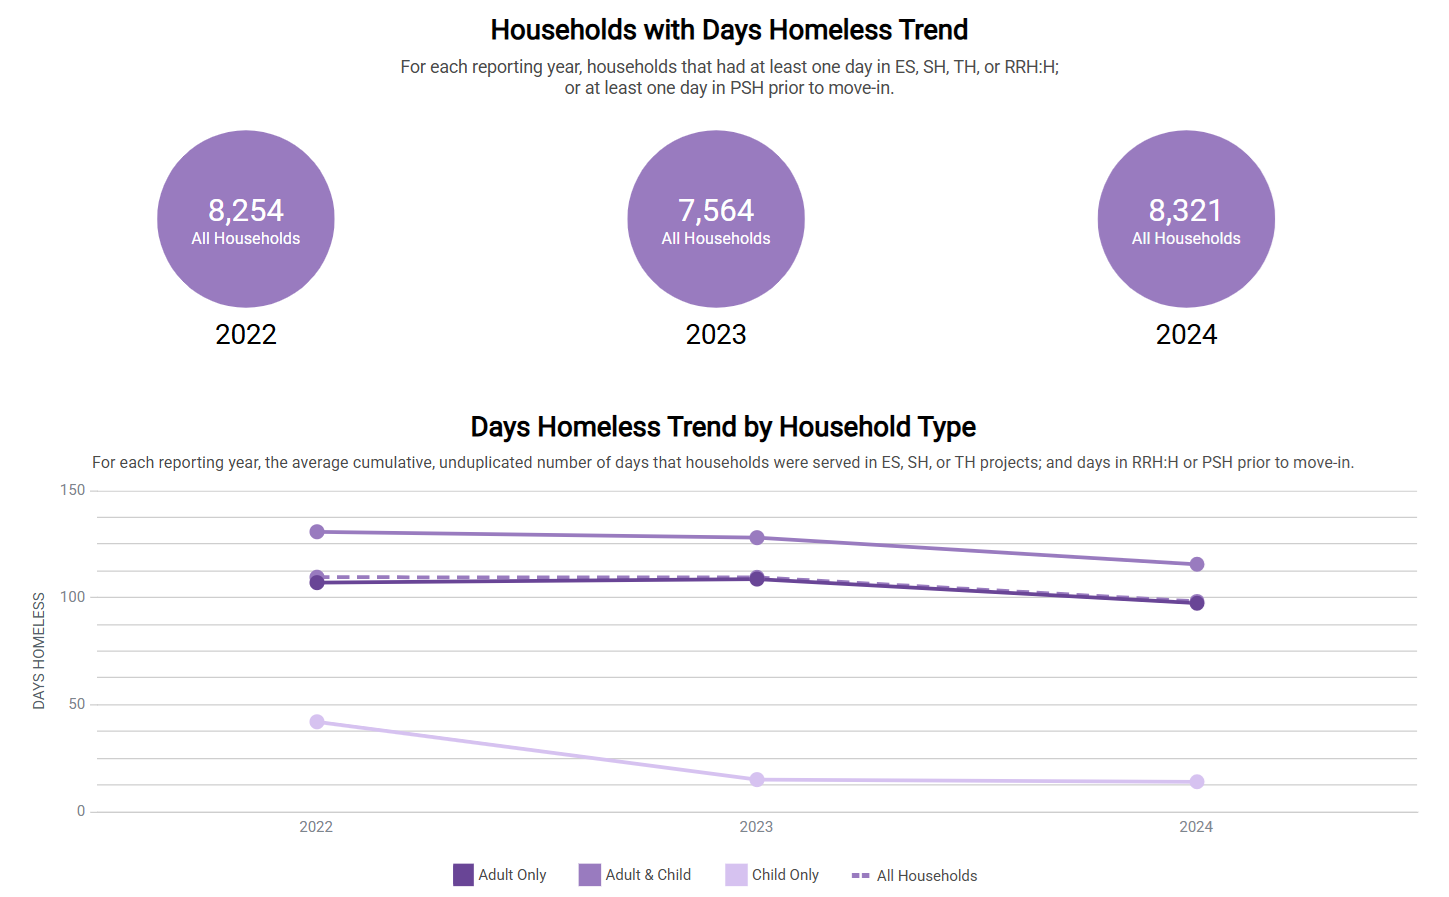 Households with Days Homeless Trend
For each reporting year, households that had at least one day in ES, SH, TH, or RRH:H;
or at least one day in PSH prior to move-in.
8,254
All Households
2022
7,564
All Households
2023
8,321
All Households
2024
Days Homeless Trend by Household Type
For each reporting year, the average cumulative, unduplicated number of days that households were served in ES, SH, or TH projects; and days in RRH:H or PSH prior to move-in.
DAYS HOMELESS
150
100
50
0
2022
2023
2024
Adult Only
Adult & Child
Child Only
All Households